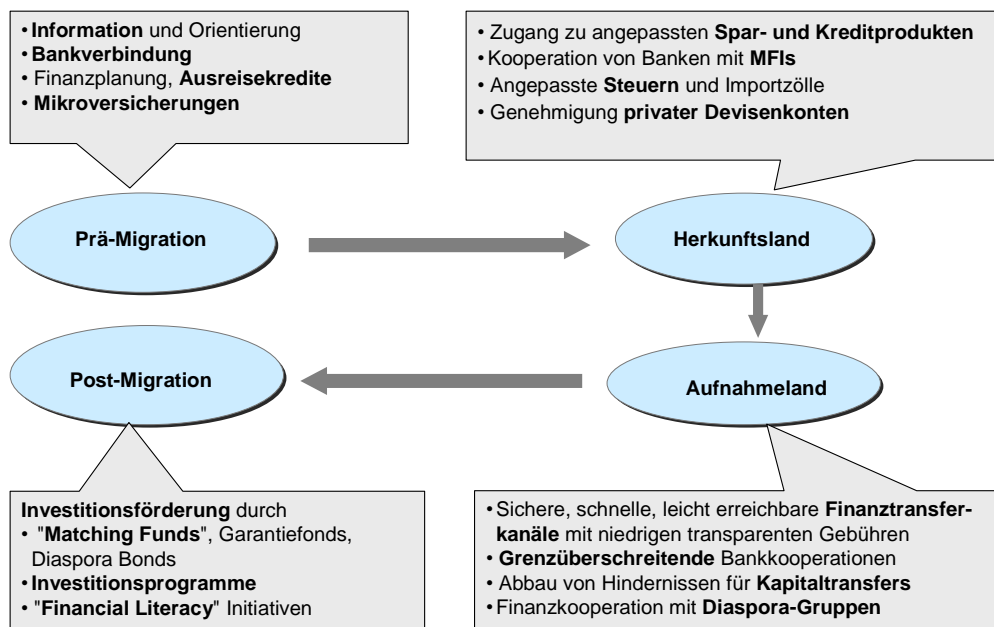 • Information und Orientierung
• Bankverbindung
• Finanzplanung, Ausreisekredite
• Mikroversicherungen
• Zugang zu angepassten Spar- und Kreditprodukten
• Kooperation von Banken mit MFIs
• Angepasste Steuern und Importzölle
• Genehmigung privater Devisenkonten
Prä-Migration
Herkunftsland
Post-Migration
Aufnahmeland
Investitionsförderung durch
• "Matching Funds", Garantiefonds,
Diaspora Bonds
• Investitionsprogramme
• "Financial Literacy" Initiativen
• Sichere, schnelle, leicht erreichbare Finanztransfer-
kanäle mit niedrigen transparenten Gebühren
• Grenzüberschreitende Bankkooperationen
• Abbau von Hindernissen für Kapitaltransfers
• Finanzkooperation mit Diaspora-Gruppen